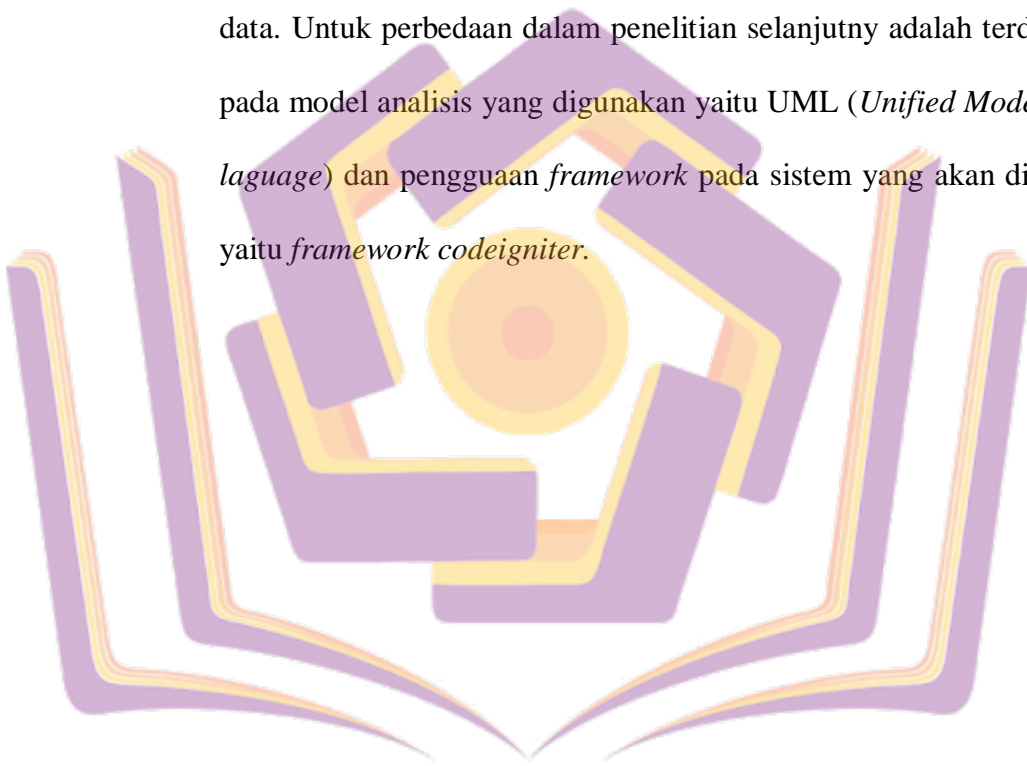 data. Untuk perbedaan dalam penelitian selanjutny adalah terd
pada model analisis yang digunakan yaitu UML (Unified Mode
laguage) dan pengguaan framework pada sistem yang akan di
yaitu framework codeigniter.